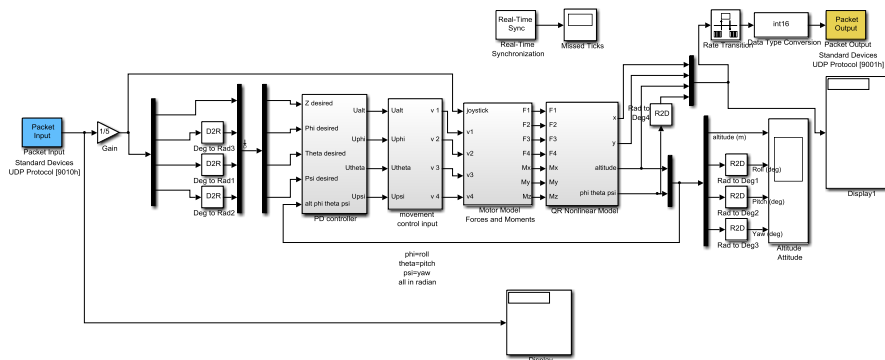 Real-Time
Sync
Real-Time
Synchronization
Missed Ticks
Rate Transition
int16
Data Type Conversion
Packet
Output
Packet Output
Standard Devices
UDP Protocol [9001h]
Packet
Input
Packet Input
Standard Devices
UDP Protocol [9010h]
1/5
Gain
D2R
Deg to Rad3
D2R
Deg to Rad1
D2R
Deg to Rad2
Z desired
Phi desired
Theta desired
Psi desired
alt phi theta psi
Ualt
Uphi
Utheta
Upsi
PD controller
Ualt
Uphi
Utheta
Upsi
v 1
v 2
v 3
v 4
movement
control input
joystick
v1
v2
v3
v4
F1
F2
F3
F4
Mx
My
Mz
Motor Model
Forces and Moments
F1
F2
F3
F4
Mx
My
Mz
x
y
altitude
phi theta psi
QR Nonlinear Model
Rad to
Deg4
R2D
altitude (m)
R2D
Roll (deg)
Rad to Deg1
R2D
Pitch (deg)
Rad to Deg2
R2D
Yaw (deg)
Rad to Deg3
Altitude
Attitude
Display1
phi=roll
theta=pitch
psi=yaw
all in radian
Display